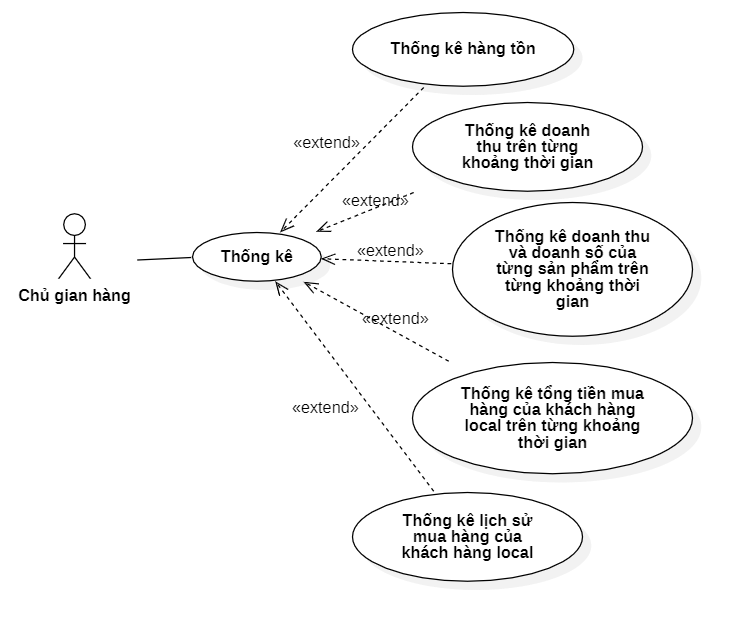 Thống kê hàng tồn
«extend»
Thống kê doanh
thu trên từng
khoảng thời gian
«extend»
Thống kê
Chủ gian hàng
«extend»
Thống kê doanh thu
và doanh số của
từng sản phẩm trên
từng khoảng thời
gian
«extend»
Thống kê tổng tiền mua
hàng của khách hàng
local trên từng khoảng
thời gian
«extend»
Thống kê lịch sử
mua hàng của
khách hàng local